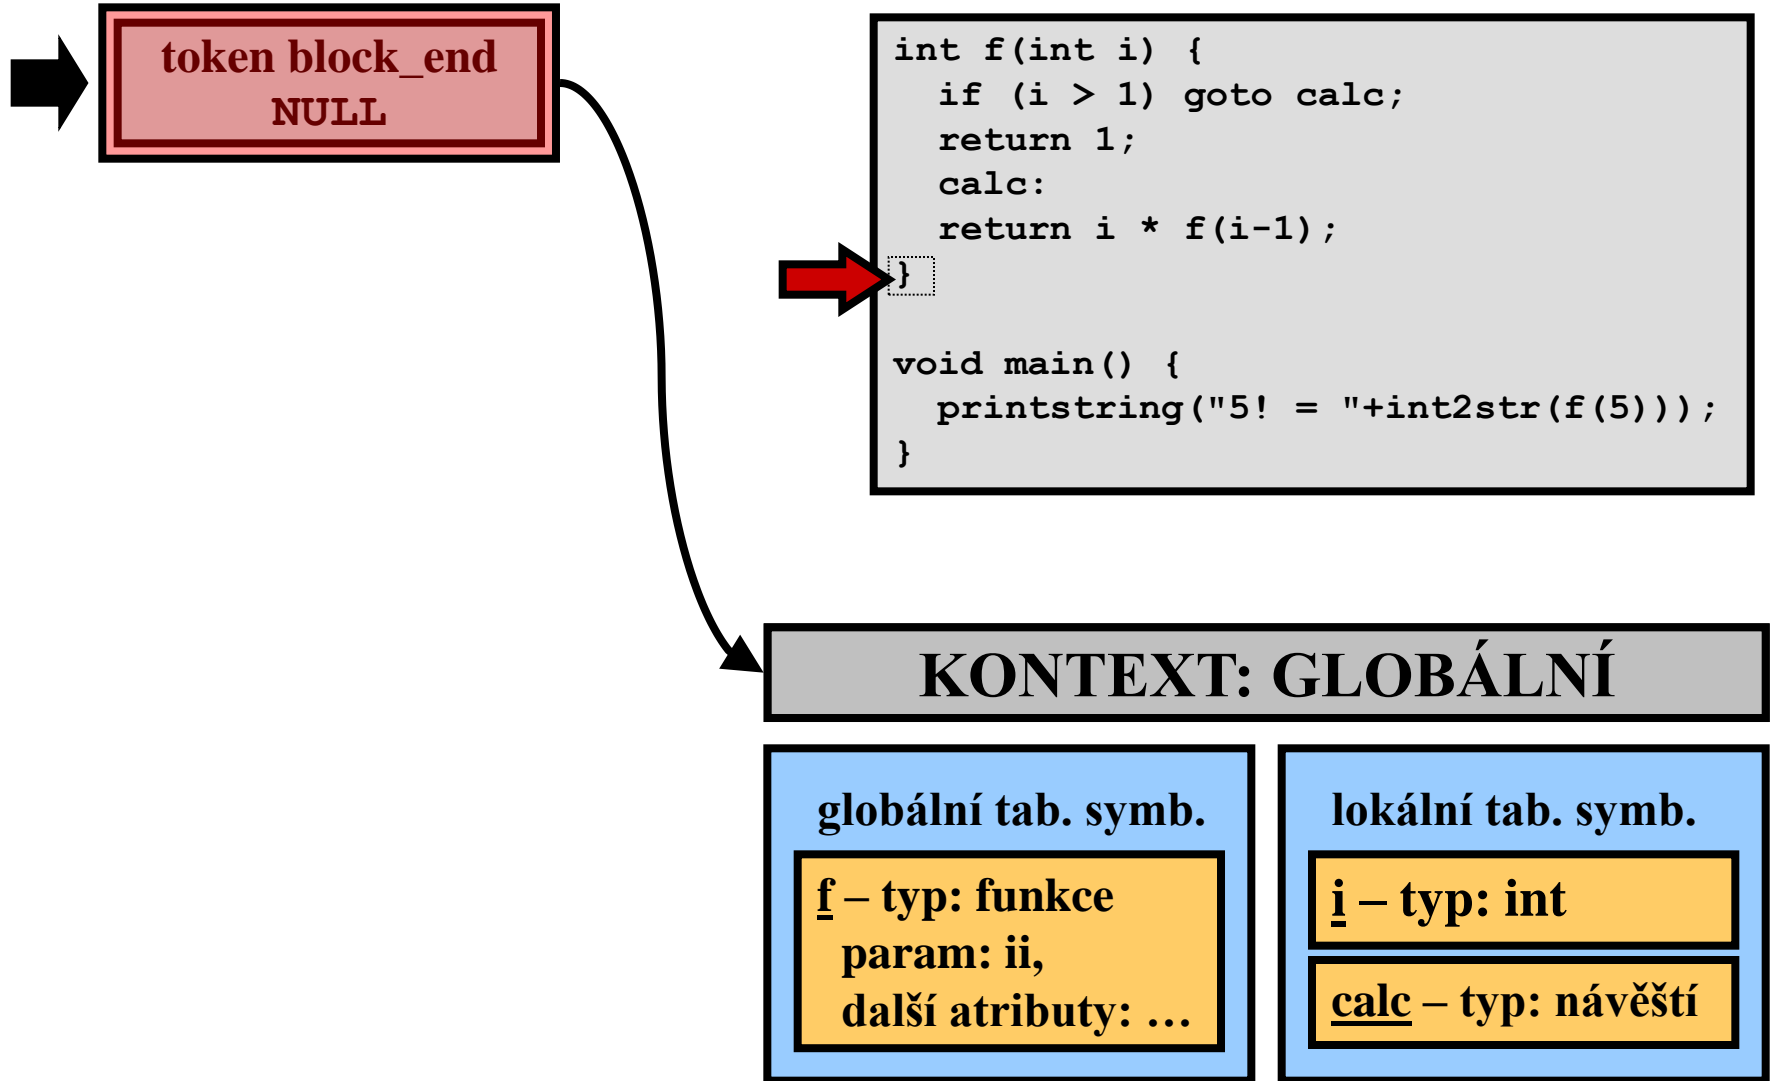 token block_end
NULL
int f(int i) {
  if (i > 1) goto calc;
  return 1;
  calc:
  return i * f(i-1);
}
void main() {
  printstring("5! = "+int2str(f(5)));
}
KONTEXT: GLOBÁLNÍ
globální tab. symb.
f – typ: funkce
param: ii,
další atributy: …
lokální tab. symb.
i – typ: int
calc – typ: návěští